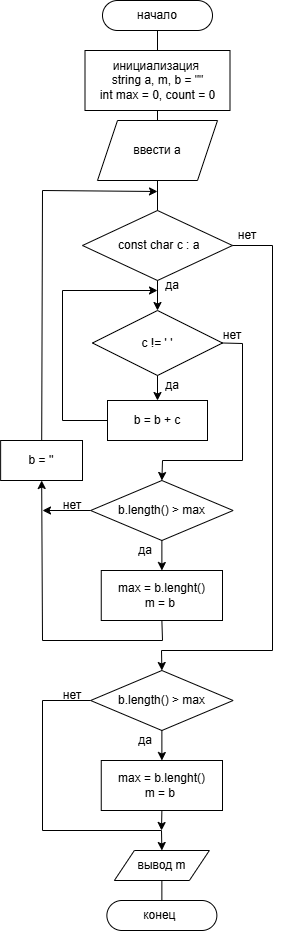 начало
инициализация
string a, m, b = ""
int max = 0, count = 0
ввести a
const char c : a
нет
да
c != ' '
нет
да
b = b + c
b = ''
b.length() > max
нет
да
max = b.lenght()
m = b
b.length() > max
нет
да
max = b.lenght()
m = b
вывод m
конец